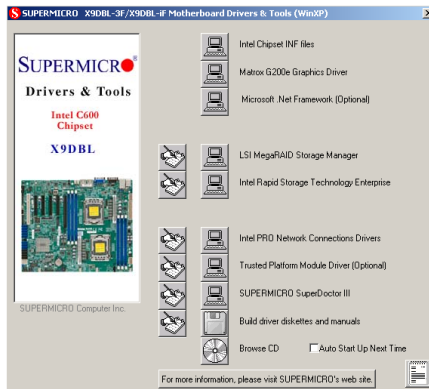 SUPERMICRO X9DBL-3F/X9DBL-iF Motherboard Drivers & Tools (WinXP)
SUPERMICRO®
Drivers & Tools
Intel C600
Chipset
X9DBL
SUPERMICRO Computer Inc.
Intel Chipset INF files
Matrox G200e Graphics Driver
Microsoft .Net Framework (Optional)
LSI MegaRAID Storage Manager
Intel Rapid Storage Technology Enterprise
Intel PRO Network Connections Drivers
Trusted Platform Module Driver (Optional)
SUPERMICRO SuperDoctor III
Build driver diskettes and manuals
Browse CD
Auto Start Up Next Time
For more information, please visit SUPERMICRO's web site.